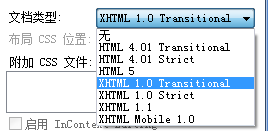 文档类型: XHTML 1.0 Transitional
无
布局 CSS 位置:
HTML 4.01 Transitional
HTML 4.01 Strict
附加 CSS 文件:
HTML 5
XHTML 1.0 Transitional
XHTML 1.0 Strict
XHTML 1.1
XHTML Mobile 1.0
启用 InContext Editing